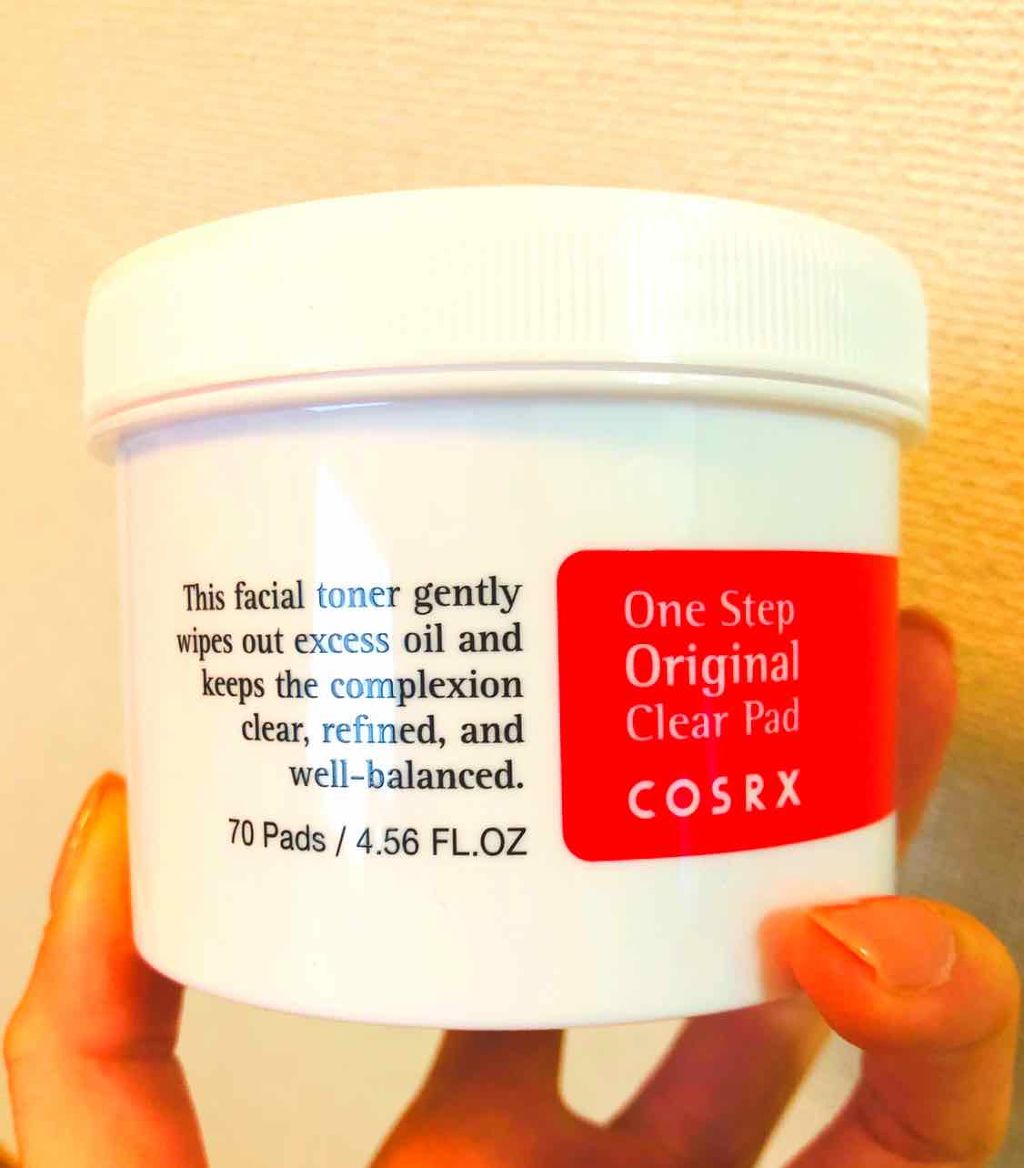 This facial toner gently
wipes out excess oil and
keeps the complexion
clear, refined, and
well-balanced.
70 Pads / 4.56 FL.OZ
One Step
Original
Clear Pad
COSRX